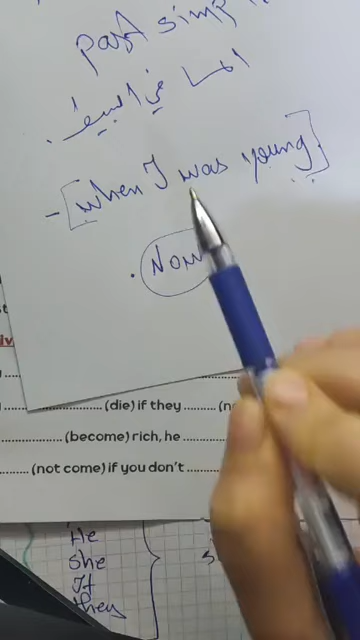 past simp
الماضي البسيط.
- [when I was young]
. Now
iv
(die) if they ......... (n
(become) rich, he
(not come) if you don't
He
she
It
they
s